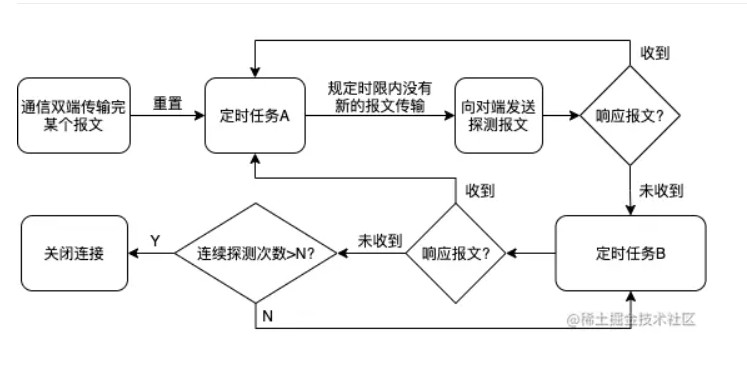 收到
通信双端传输完
某个报文
重置
定时任务A
规定时限内没有
新的报文传输
向对端发送
探测报文
响应报文?
收到
未收到
关闭连接
Y
连续探测次数>N?
未收到
响应报文?
定时任务B
N
@稀土掘金技术社区